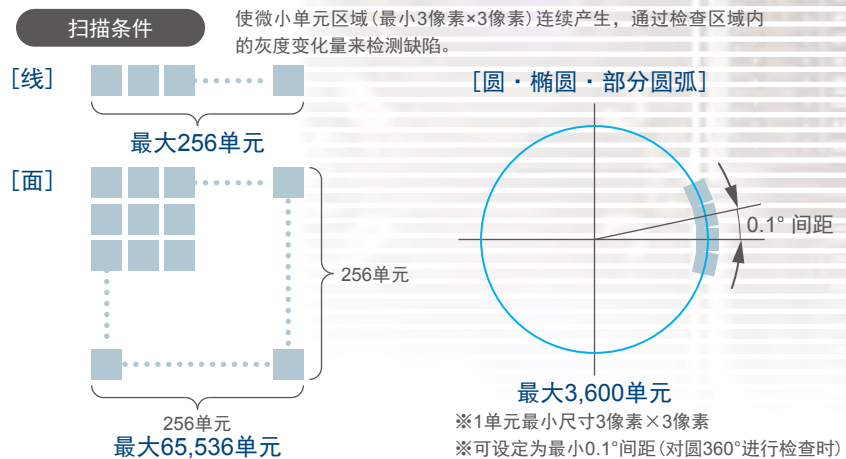 扫描条件
使微小单元区域(最小3像素×3像素)连续产生，通过检查区域内
的灰度变化量来检测缺陷。
[线]
最大256单元
[面]
256单元
256单元
最大65,536单元
[圆・椭圆・部分圆弧]
0.1° 间距
最大3,600单元
※1单元最小尺寸3像素×3像素
※可设定为最小0.1°间距(对圆360°进行检查时)